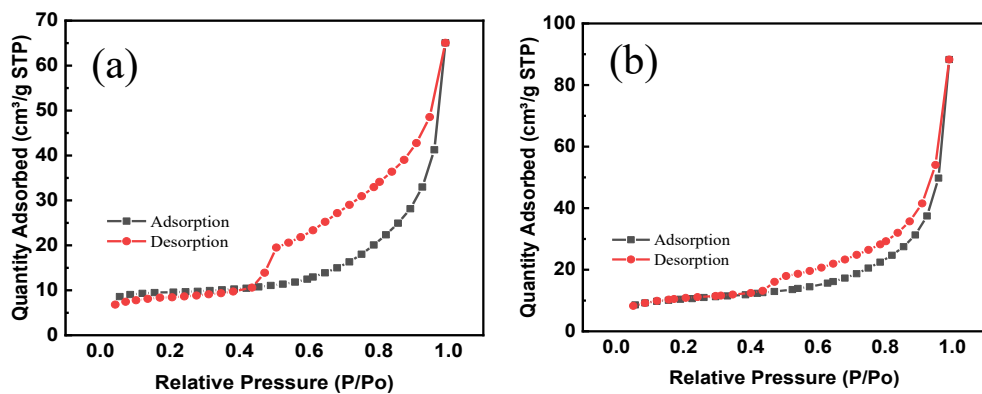 (a)
Quantity Adsorbed (cm³/g STP)
70
60
50
40
30
20
10
0
Adsorption
Desorption
0.0 0.2 0.4 0.6 0.8 1.0
Relative Pressure (P/Po)
(b)
Quantity Adsorbed (cm³/g STP)
100
80
60
40
20
0
Adsorption
Desorption
0.0 0.2 0.4 0.6 0.8 1.0
Relative Pressure (P/Po)